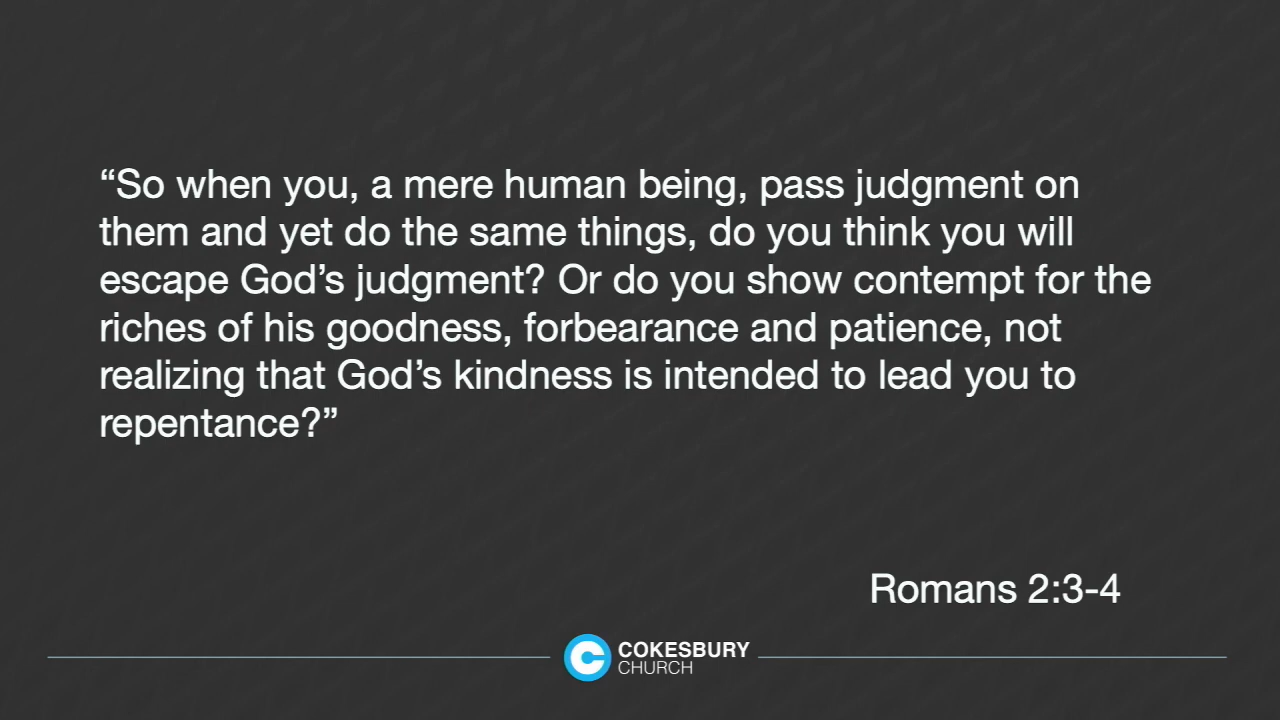 “So when you, a mere human being, pass judgment on
them and yet do the same things, do you think you will
escape God’s judgment? Or do you show contempt for the
riches of his goodness, forbearance and patience, not
realizing that God’s kindness is intended to lead you to
repentance?”
Romans 2:3-4
COKESBURY
CHURCH